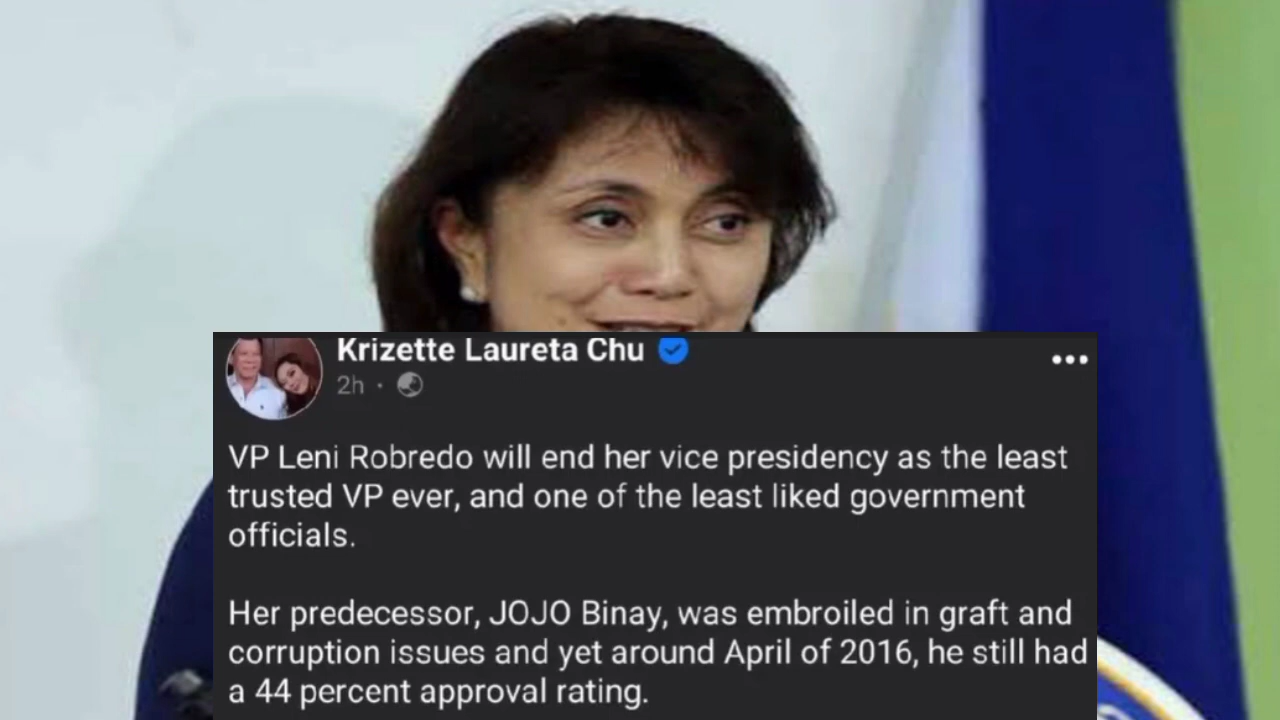 Krizette Laureta Chu
2h ·
VP Leni Robredo will end her vice presidency as the least
trusted VP ever, and one of the least liked government
officials.
Her predecessor, JOJO Binay, was embroiled in graft and
corruption issues and yet around April of 2016, he still had
a 44 percent approval rating.